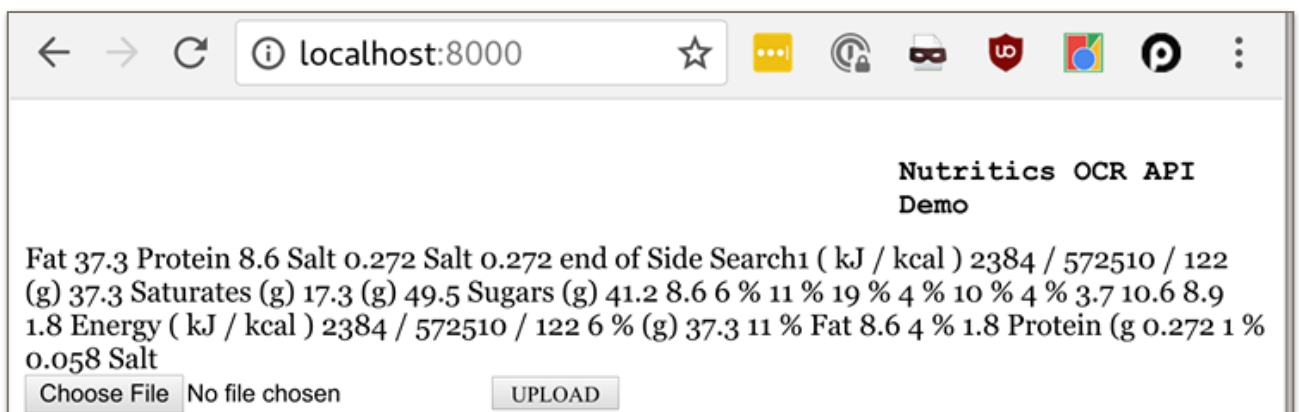 localhost:8000
Nutritics OCR API
Demo
Fat 37.3 Protein 8.6 Salt 0.272 Salt 0.272 end of Side Search1 ( kJ / kcal ) 2384 / 572510 / 122
(g) 37.3 Saturates (g) 17.3 (g) 49.5 Sugars (g) 41.2 8.6 6 % 11 % 19 % 4 % 10 % 4 % 3.7 10.6 8.9
1.8 Energy ( kJ / kcal ) 2384 / 572510 / 122 6 % (g) 37.3 11 % Fat 8.6 4 % 1.8 Protein (g 0.272 1 %
0.058 Salt
Choose File No file chosen UPLOAD